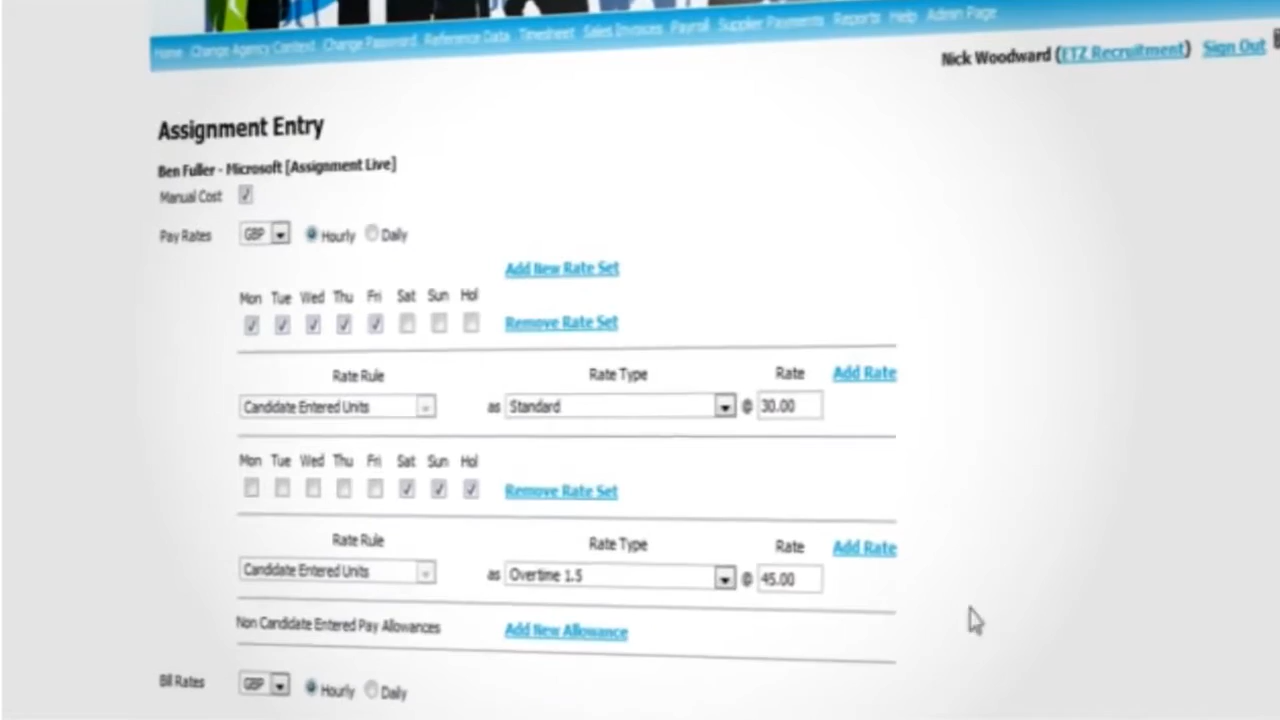 Home Change Agency Context Change Password Reference Data Timesheet Sales Invoices Payroll Supplier Payments Reports Help Admin Page
Nick Woodward (ETZ Recruitment) Sign Out
Assignment Entry
Ben Fuller - Microsoft [Assignment Live]
Manual Cost
Pay Rates GBP Hourly Daily
Add New Rate Set
Mon Tue Wed Thu Fri Sat Sun Hol
Remove Rate Set
Rate Rule Rate Type Rate Add Rate
Candidate Entered Units as Standard @ 30.00
Mon Tue Wed Thu Fri Sat Sun Hol
Remove Rate Set
Rate Rule Rate Type Rate Add Rate
Candidate Entered Units as Overtime 1.5 @ 45.00
Non Candidate Entered Pay Allowances Add New Allowance
Bill Rates GBP Hourly Daily